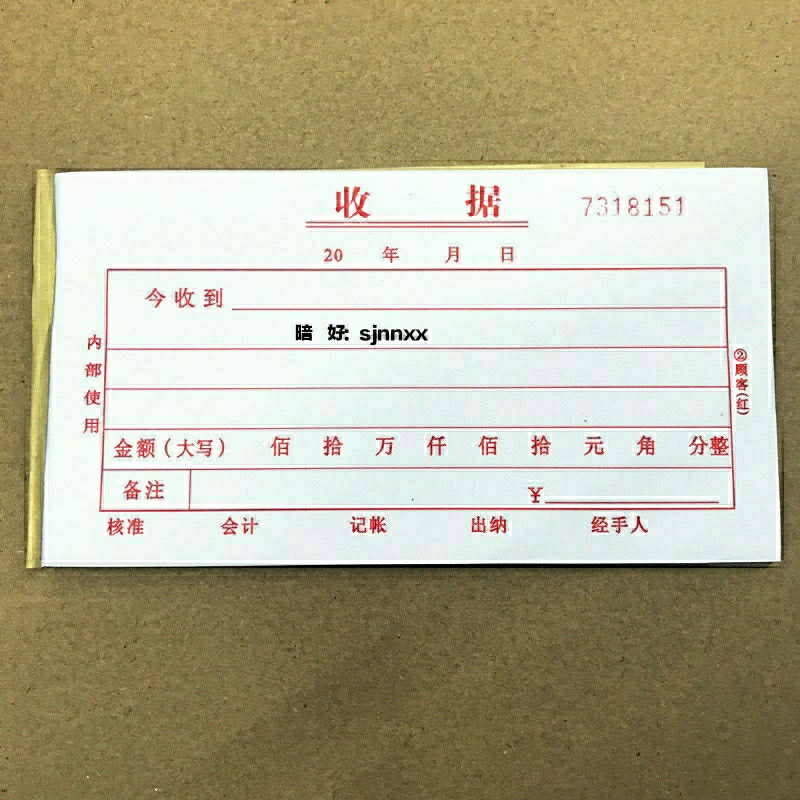 收 据 7318151
20 年 月 日
今收到
暗 好: sjnnxx
内部使用
②顾客(红)
金额(大写) 佰 拾 万 仟 佰 拾 元 角 分整
备注 ¥
核准 会计 记帐 出纳 经手人